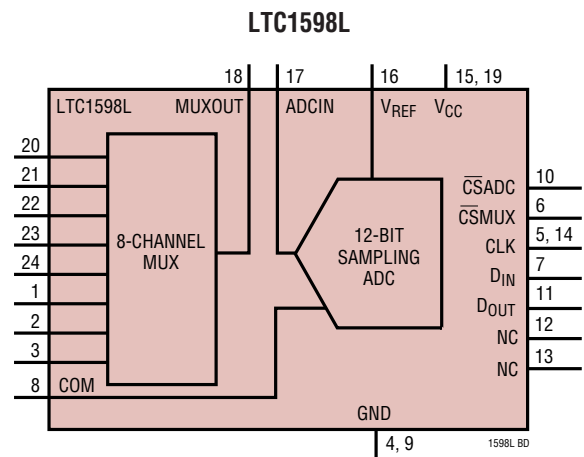 LTC1598L
18
17
16
15, 19
LTC1598L
MUXOUT
ADCIN
VREF
VCC
20
21
22
23
24
1
2
3
8
8-CHANNEL
MUX
COM
12-BIT
SAMPLING
ADC
C̅S̅ADC
10
C̅S̅MUX
6
CLK
5, 14
DIN
7
DOUT
11
NC
12
NC
13
GND
4, 9
1598L BD